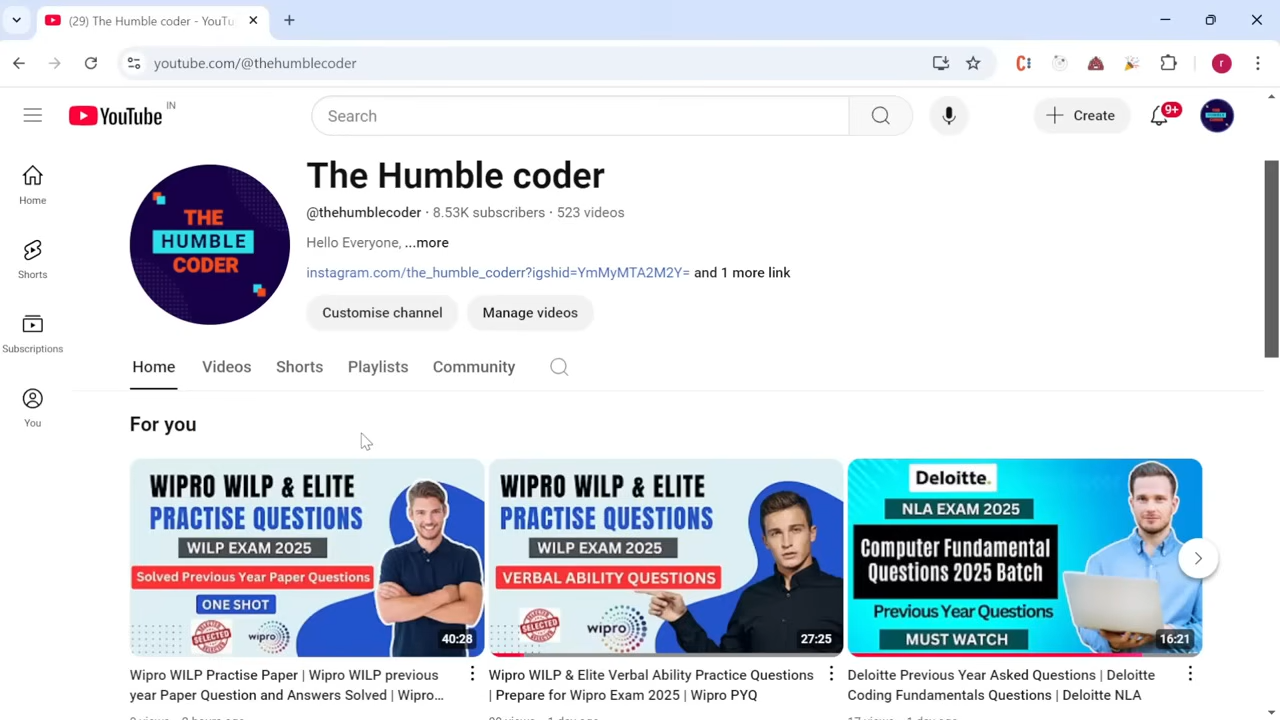 (29) The Humble coder - YouTu
youtube.com/@thehumblecoder
YouTube IN
Search
Create
9+
Home
Shorts
Subscriptions
You
THE
HUMBLE
CODER
The Humble coder
@thehumblecoder · 8.53K subscribers · 523 videos
Hello Everyone, ...more
instagram.com/the_humble_coderr?igshid=YmMyMTA2M2Y= and 1 more link
Customise channel
Manage videos
Home Videos Shorts Playlists Community
For you
WIPRO WILP & ELITE
PRACTISE QUESTIONS
WILP EXAM 2025
Solved Previous Year Paper Questions
ONE SHOT
SELECTED
wipro
40:28
Wipro WILP Practise Paper | Wipro WILP previous
year Paper Question and Answers Solved | Wipro...
WIPRO WILP & ELITE
PRACTISE QUESTIONS
WILP EXAM 2025
VERBAL ABILITY QUESTIONS
SELECTED
wipro
27:25
Wipro WILP & Elite Verbal Ability Practice Questions
| Prepare for Wipro Exam 2025 | Wipro PYQ
Deloitte.
NLA EXAM 2025
Computer Fundamental
Questions 2025 Batch
Previous Year Questions
MUST WATCH
16:21
Deloitte Previous Year Asked Questions | Deloitte
Coding Fundamentals Questions | Deloitte NLA